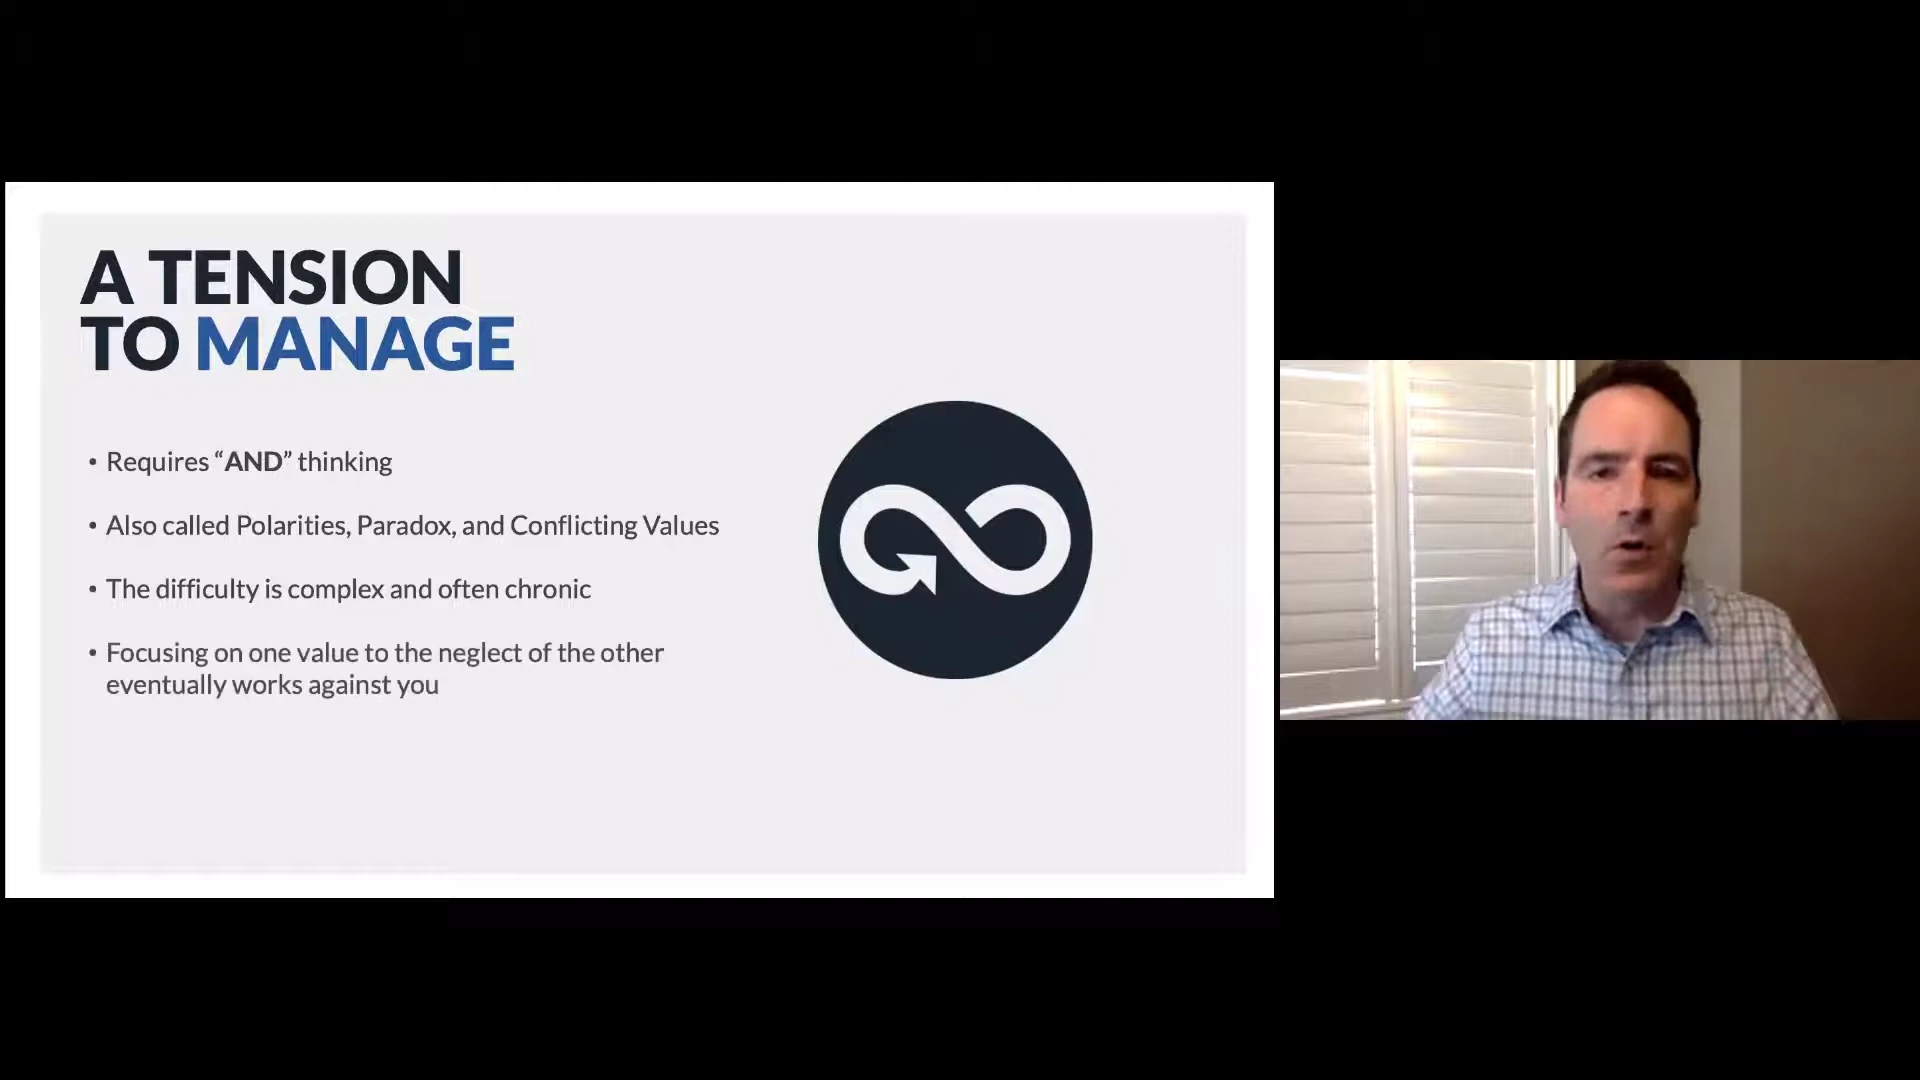 A TENSION
TO MANAGE
• Requires “AND” thinking
• Also called Polarities, Paradox, and Conflicting Values
• The difficulty is complex and often chronic
• Focusing on one value to the neglect of the other
eventually works against you